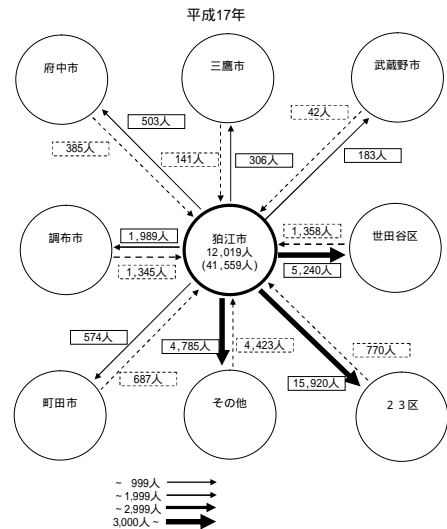 平成17年
府中市
三鷹市
武蔵野市
503人
42人
385人
141人
306人
183人
調布市
1,989人
1,345人
狛江市
12,019人
(41,559人)
1,358人
5,240人
世田谷区
574人
687人
4,785人
4,423人
770人
15,920人
町田市
その他
２３区
～ 999人
～1,999人
～2,999人
3,000人～